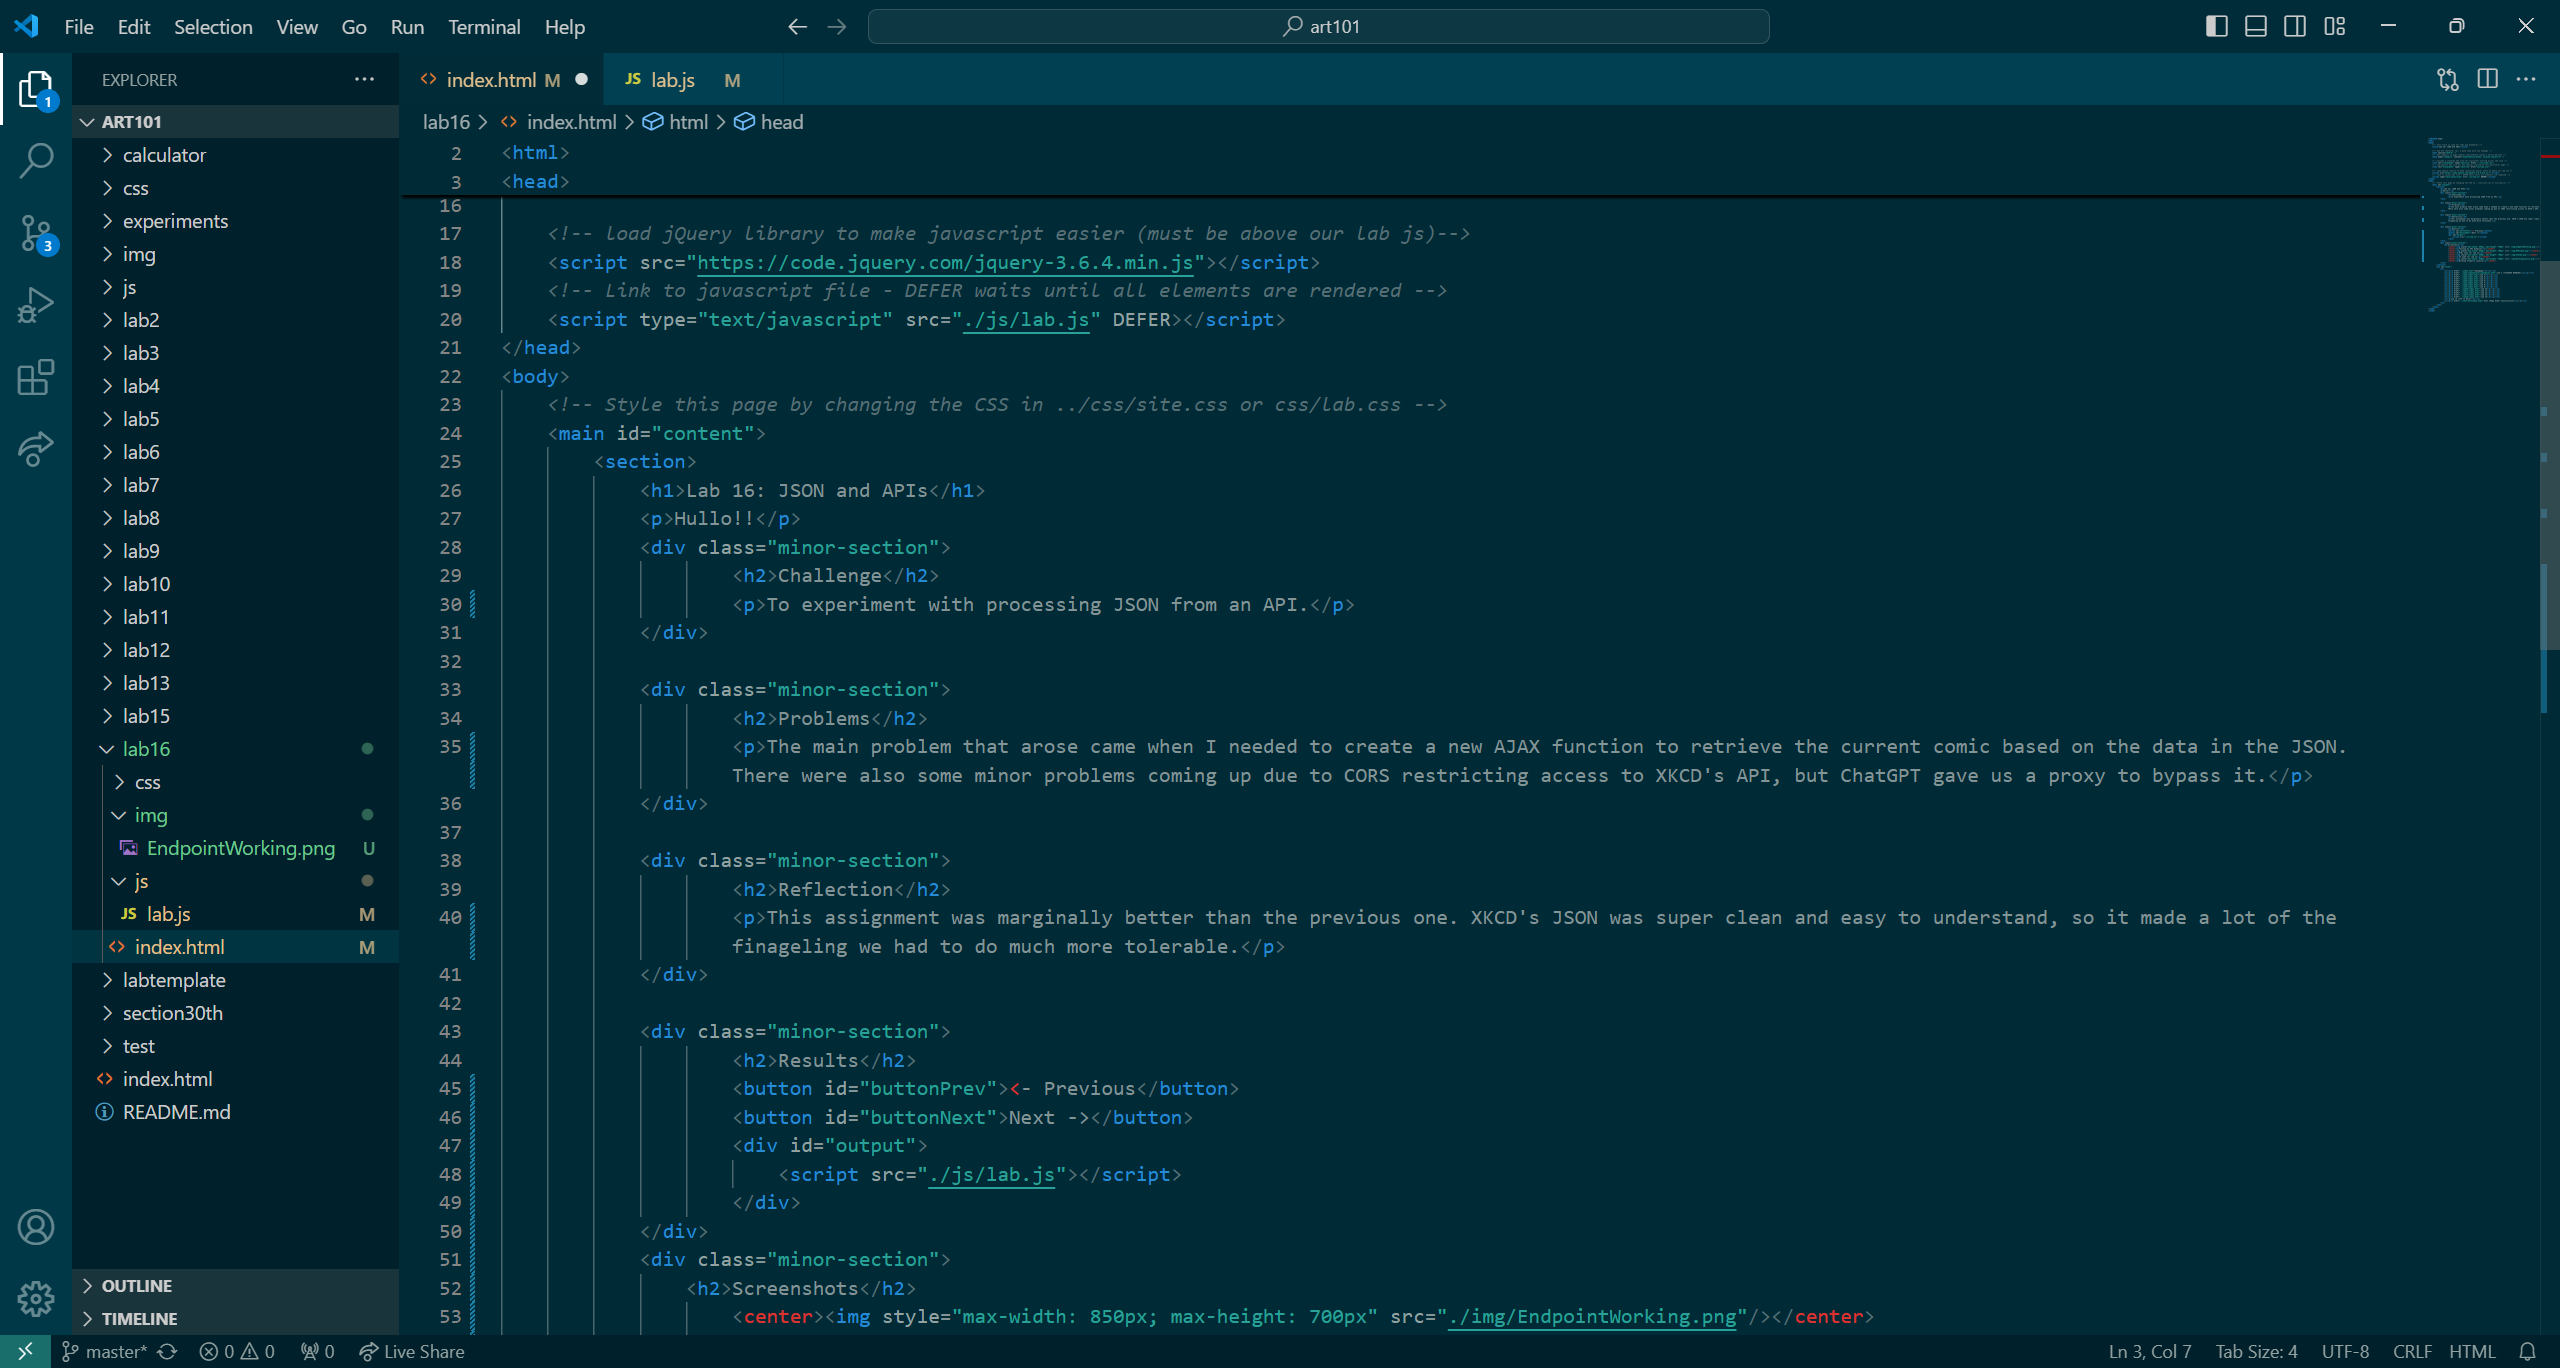 File Edit Selection View Go Run Terminal Help
art101
EXPLORER
1
3
ART101
calculator
css
experiments
img
js
lab2
lab3
lab4
lab5
lab6
lab7
lab8
lab9
lab10
lab11
lab12
lab13
lab15
lab16
css
img
EndpointWorking.png U
js
JS lab.js M
<> index.html M
labtemplate
section30th
test
<> index.html
README.md
OUTLINE
TIMELINE
<> index.html M
JS lab.js M
lab16 > <> index.html > html > head
2 <html>
3 <head>
16
17 <!-- load jQuery library to make javascript easier (must be above our lab js)-->
18 <script src="https://code.jquery.com/jquery-3.6.4.min.js"></script>
19 <!-- Link to javascript file - DEFER waits until all elements are rendered -->
20 <script type="text/javascript" src="./js/lab.js" DEFER></script>
21 </head>
22 <body>
23 <!-- Style this page by changing the CSS in ../css/site.css or css/lab.css -->
24 <main id="content">
25 <section>
26 <h1>Lab 16: JSON and APIs</h1>
27 <p>Hullo!!</p>
28 <div class="minor-section">
29 <h2>Challenge</h2>
30 <p>To experiment with processing JSON from an API.</p>
31 </div>
32
33 <div class="minor-section">
34 <h2>Problems</h2>
35 <p>The main problem that arose came when I needed to create a new AJAX function to retrieve the current comic based on the data in the JSON.
There were also some minor problems coming up due to CORS restricting access to XKCD's API, but ChatGPT gave us a proxy to bypass it.</p>
36 </div>
37
38 <div class="minor-section">
39 <h2>Reflection</h2>
40 <p>This assignment was marginally better than the previous one. XKCD's JSON was super clean and easy to understand, so it made a lot of the
finageling we had to do much more tolerable.</p>
41 </div>
42
43 <div class="minor-section">
44 <h2>Results</h2>
45 <button id="buttonPrev"><- Previous</button>
46 <button id="buttonNext">Next -></button>
47 <div id="output">
48 <script src="./js/lab.js"></script>
49 </div>
50 </div>
51 <div class="minor-section">
52 <h2>Screenshots</h2>
53 <center><img style="max-width: 850px; max-height: 700px" src="./img/EndpointWorking.png"/></center>
master* 0 0 0 Live Share
Ln 3, Col 7 Tab Size: 4 UTF-8 CRLF HTML